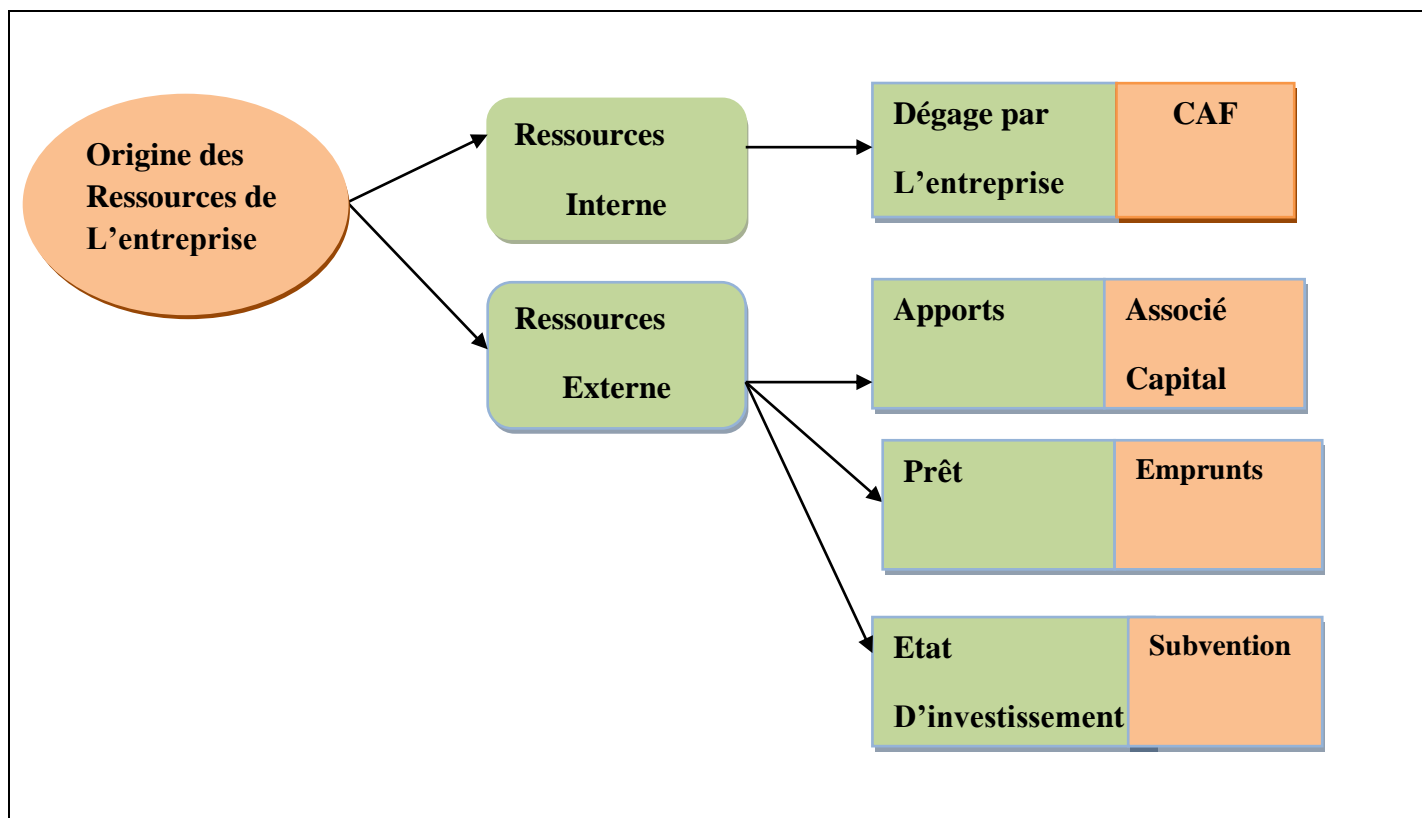 Origine des
Ressources de
L’entreprise
Ressources
Interne
Dégage par
L’entreprise
CAF
Ressources
Externe
Apports
Associé
Capital
Prêt
Emprunts
Etat
D’investissement
Subvention